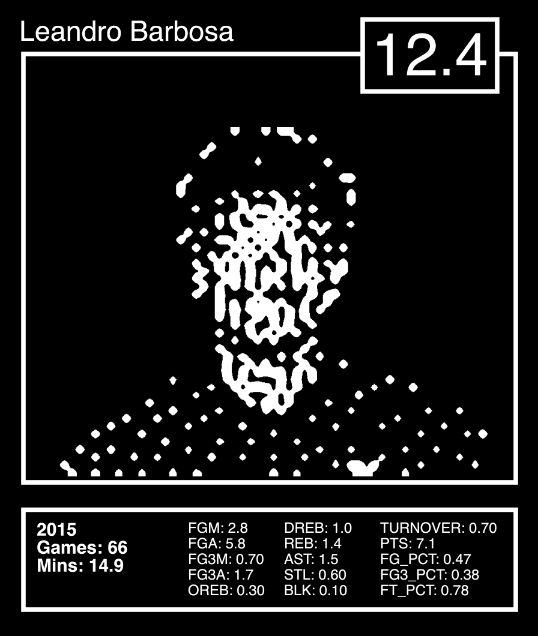 Leandro Barbosa
12.4
2015
Games: 66
Mins: 14.9
FGM: 2.8
FGA: 5.8
FG3M: 0.70
FG3A: 1.7
OREB: 0.30
DREB: 1.0
REB: 1.4
AST: 1.5
STL: 0.60
BLK: 0.10
TURNOVER: 0.70
PTS: 7.1
FG_PCT: 0.47
FG3_PCT: 0.38
FT_PCT: 0.78